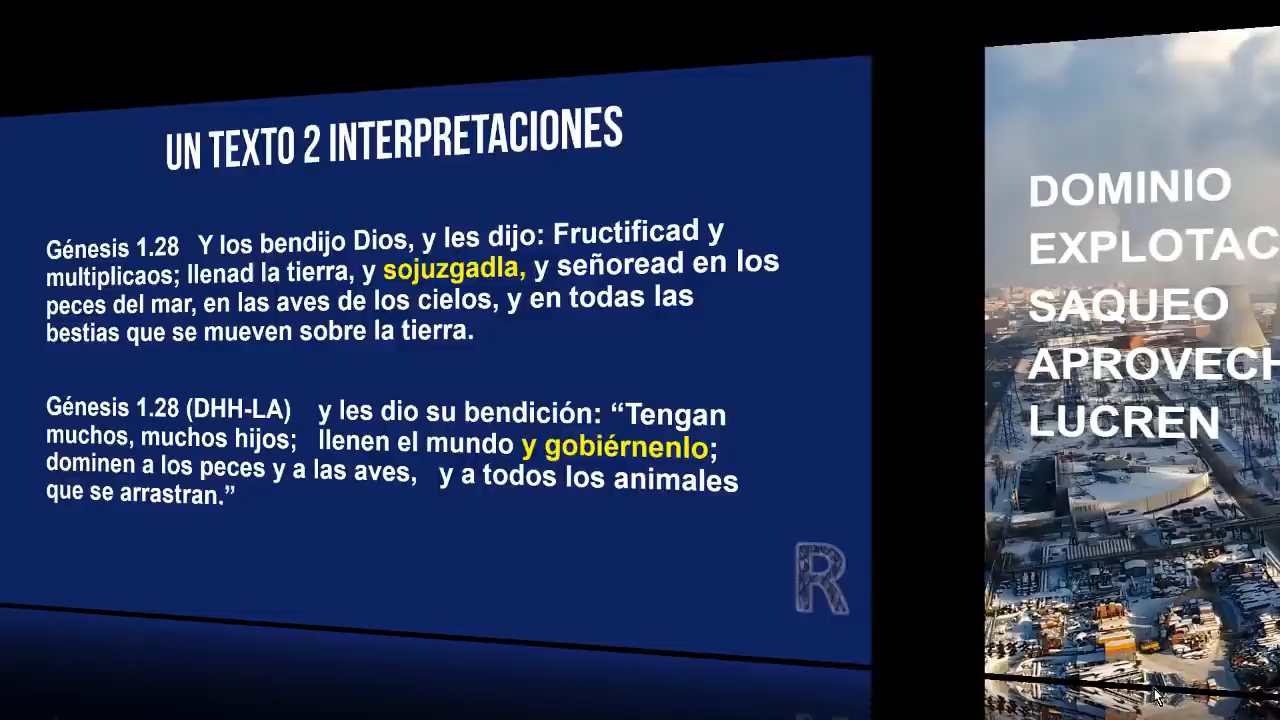 UN TEXTO 2 INTERPRETACIONES
Génesis 1.28 Y los bendijo Dios, y les dijo: Fructificad y
multiplicaos; llenad la tierra, y sojuzgadla, y señoread en los
peces del mar, en las aves de los cielos, y en todas las
bestias que se mueven sobre la tierra.
Génesis 1.28 (DHH-LA) y les dio su bendición: “Tengan
muchos, muchos hijos; llenen el mundo y gobiérnenlo;
dominen a los peces y a las aves, y a todos los animales
que se arrastran.”
R
DOMINIO
EXPLOTAC
SAQUEO
APROVECH
LUCREN